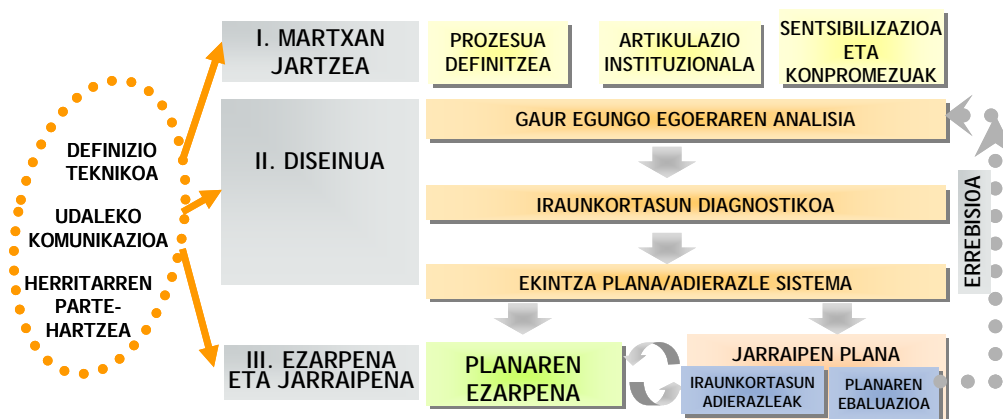 DEFINIZIO
TEKNIKOA
UDALEKO
KOMUNIKAZIOA
HERRITARREN
PARTE-
HARTZEA
I. MARTXAN
JARTZEA
PROZESUA
DEFINITZEA
ARTIKULAZIO
INSTITUZIONALA
SENTSIBILIZAZIOA
ETA
KONPROMEZUAK
II. DISEINUA
GAUR EGUNGO EGOERAREN ANALISIA
IRAUNKORTASUN DIAGNOSTIKOA
EKINTZA PLANA/ADIERAZLE SISTEMA
ERREBISIOA
III. EZARPENA
ETA JARRAIPENA
PLANAREN
EZARPENA
JARRAIPEN PLANA
IRAUNKORTASUN
ADIERAZLEAK
PLANAREN
EBALUAZIOA